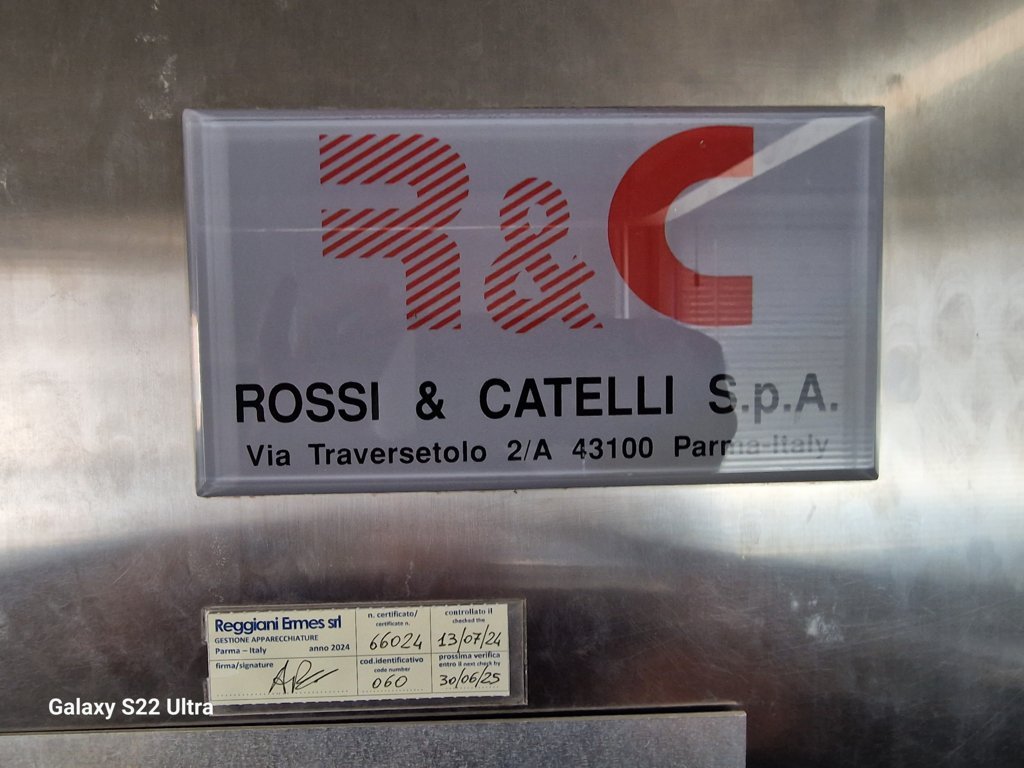 R&C
ROSSI & CATELLI S.p.A.
Via Traversetolo 2/A 43100 Parma-Italy
Reggiani Ermes srl
GESTIONE APPARECCHIATURE
Parma – Italy anno 2024
firma/signature
n. certificato/
certificate n.
66024
cod.identificativo
code number
060
controllato il
checked the
13/07/24
prossima verifica
entro il next check by
30/06/25
Galaxy S22 Ultra